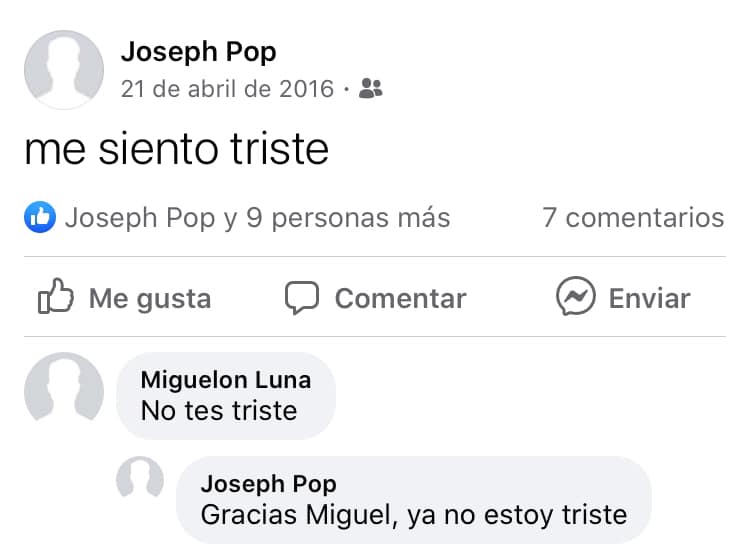 Joseph Pop
21 de abril de 2016 ·
me siento triste
Joseph Pop y 9 personas más 7 comentarios
Me gusta Comentar Enviar
Miguelon Luna
No tes triste
Joseph Pop
Gracias Miguel, ya no estoy triste